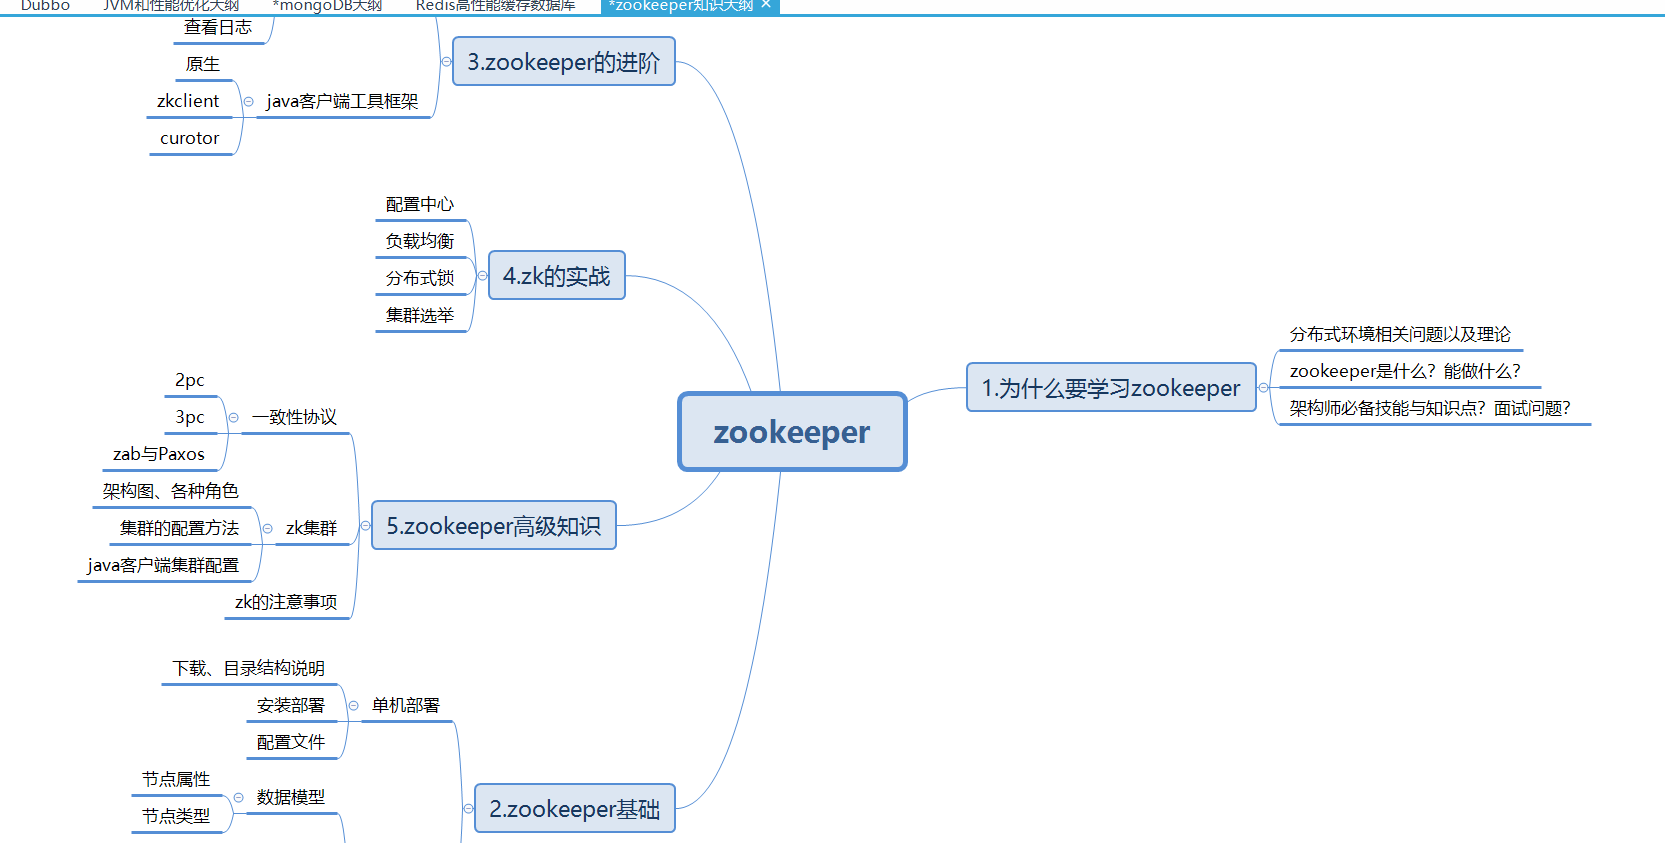 Dubbo
JVM和性能优化大纲
*mongoDB大纲
Redis高性能缓存数据库
*zookeeper知识大纲
查看日志
原生
zkclient
curotor
java客户端工具框架
3.zookeeper的进阶
配置中心
负载均衡
分布式锁
集群选举
4.zk的实战
2pc
3pc
zab与Paxos
一致性协议
架构图、各种角色
集群的配置方法
java客户端集群配置
zk集群
zk的注意事项
5.zookeeper高级知识
下载、目录结构说明
安装部署
配置文件
单机部署
节点属性
节点类型
数据模型
2.zookeeper基础
zookeeper
1.为什么要学习zookeeper
分布式环境相关问题以及理论
zookeeper是什么？能做什么？
架构师必备技能与知识点？面试问题？